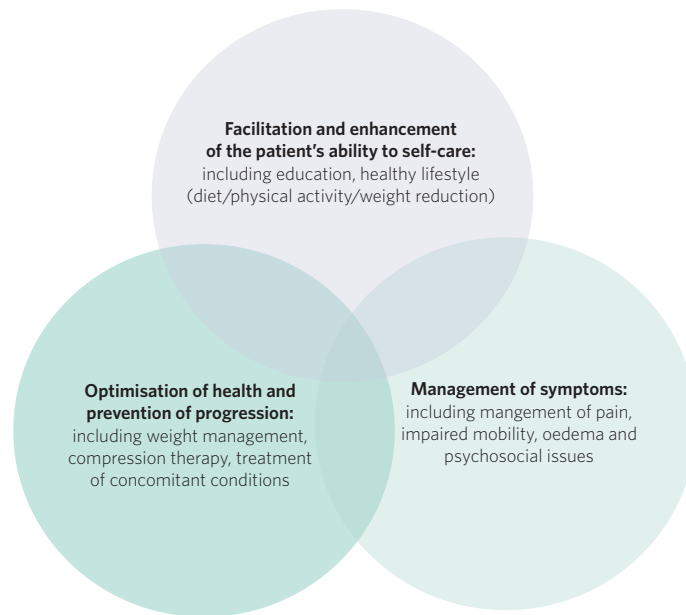 Facilitation and enhancement
of the patient’s ability to self-care:
including education, healthy lifestyle
(diet/physical activity/weight reduction)
Optimisation of health and
prevention of progression:
including weight management,
compression therapy, treatment
of concomitant conditions
Management of symptoms:
including mangement of pain,
impaired mobility, oedema and
psychosocial issues